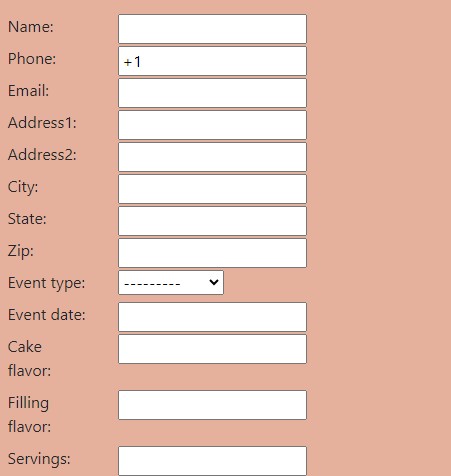 Name:
Phone: +1
Email:
Address1:
Address2:
City:
State:
Zip:
Event type: ---------
Event date:
Cake
flavor:
Filling
flavor:
Servings: